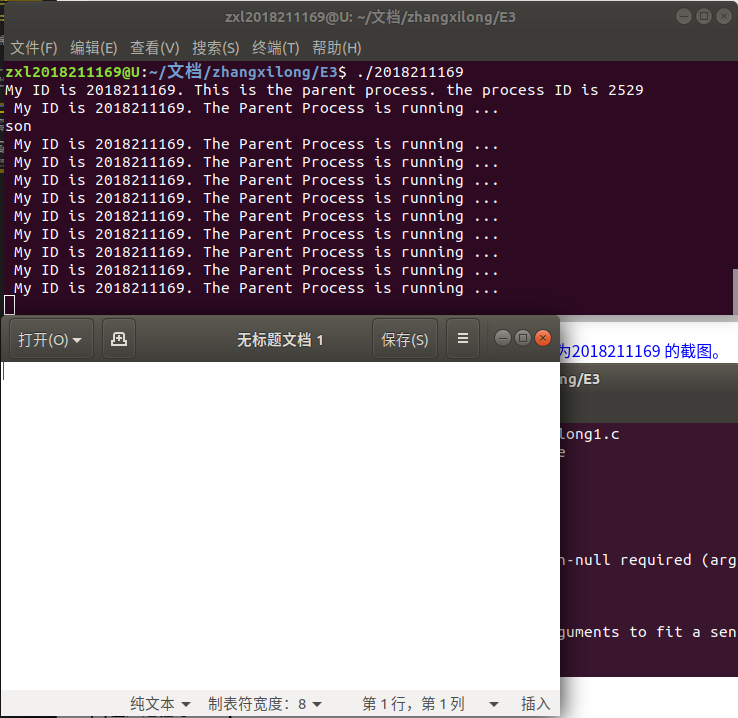 zxl2018211169@U: ~/文档/zhangxilong/E3
文件(F) 编辑(E) 查看(V) 搜索(S) 终端(T) 帮助(H)
zxl2018211169@U:~/文档/zhangxilong/E3$ ./2018211169
My ID is 2018211169. This is the parent process. the process ID is 2529
My ID is 2018211169. The Parent Process is running ...
son
My ID is 2018211169. The Parent Process is running ...
My ID is 2018211169. The Parent Process is running ...
My ID is 2018211169. The Parent Process is running ...
My ID is 2018211169. The Parent Process is running ...
My ID is 2018211169. The Parent Process is running ...
My ID is 2018211169. The Parent Process is running ...
My ID is 2018211169. The Parent Process is running ...
My ID is 2018211169. The Parent Process is running ...
My ID is 2018211169. The Parent Process is running ...
打开(O) 无标题文档 1 保存(S)
为2018211169 的截图。
ng/E3
long1.c
e
n-null required (arg
guments to fit a sen
纯文本 制表符宽度：8 第 1 行，第 1 列 插入